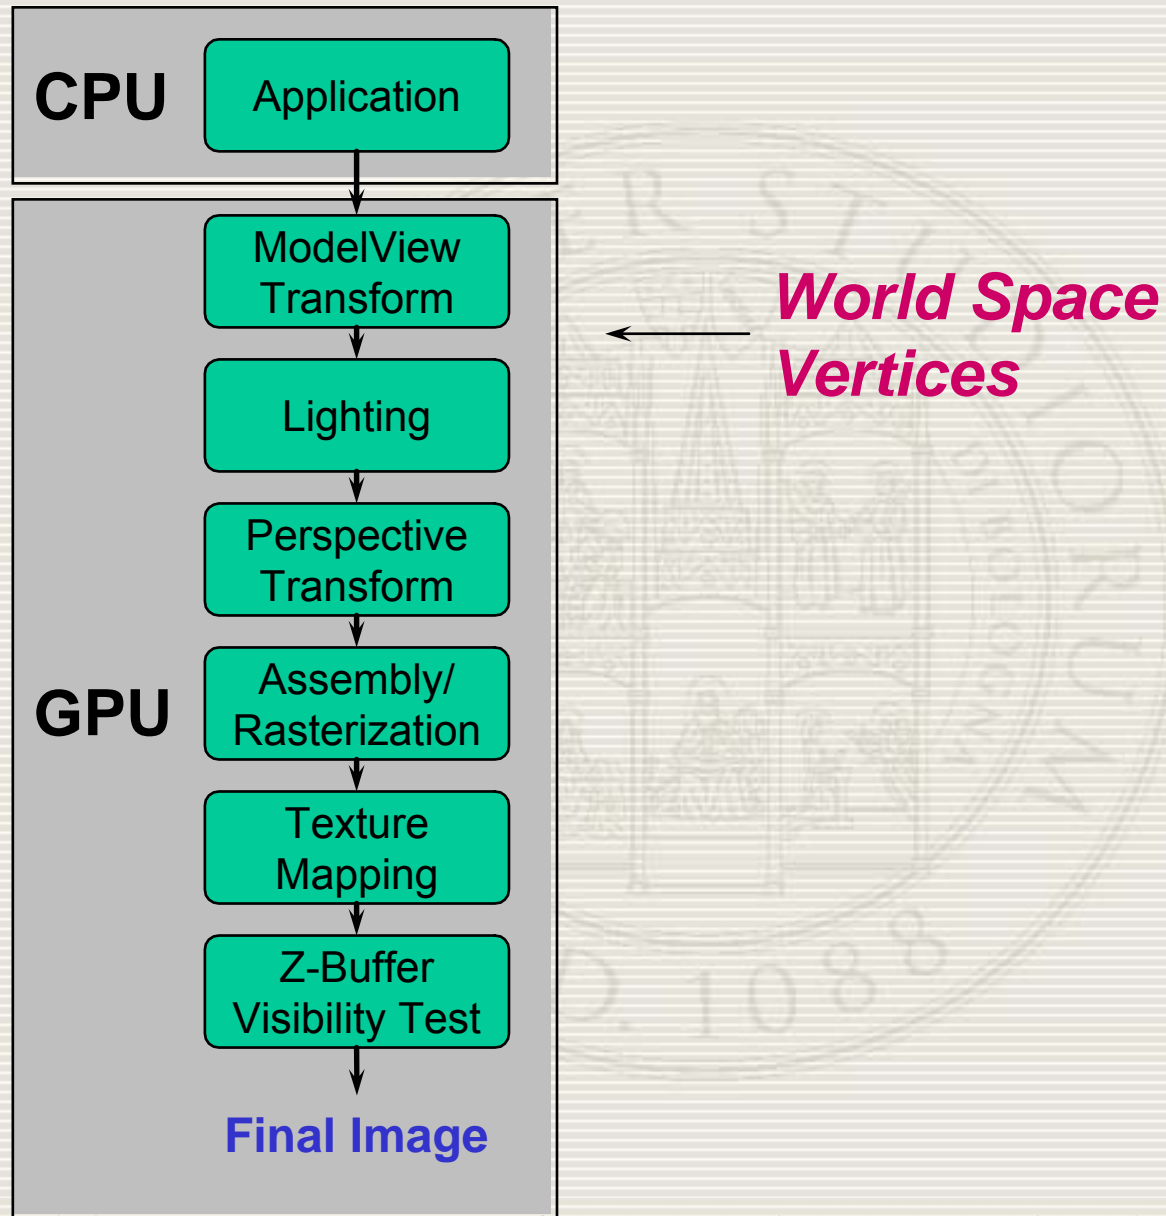 CPU
Application
ModelView
Transform
World Space
Vertices
Lighting
Perspective
Transform
GPU
Assembly/
Rasterization
Texture
Mapping
Z-Buffer
Visibility Test
Final Image
D. 1088